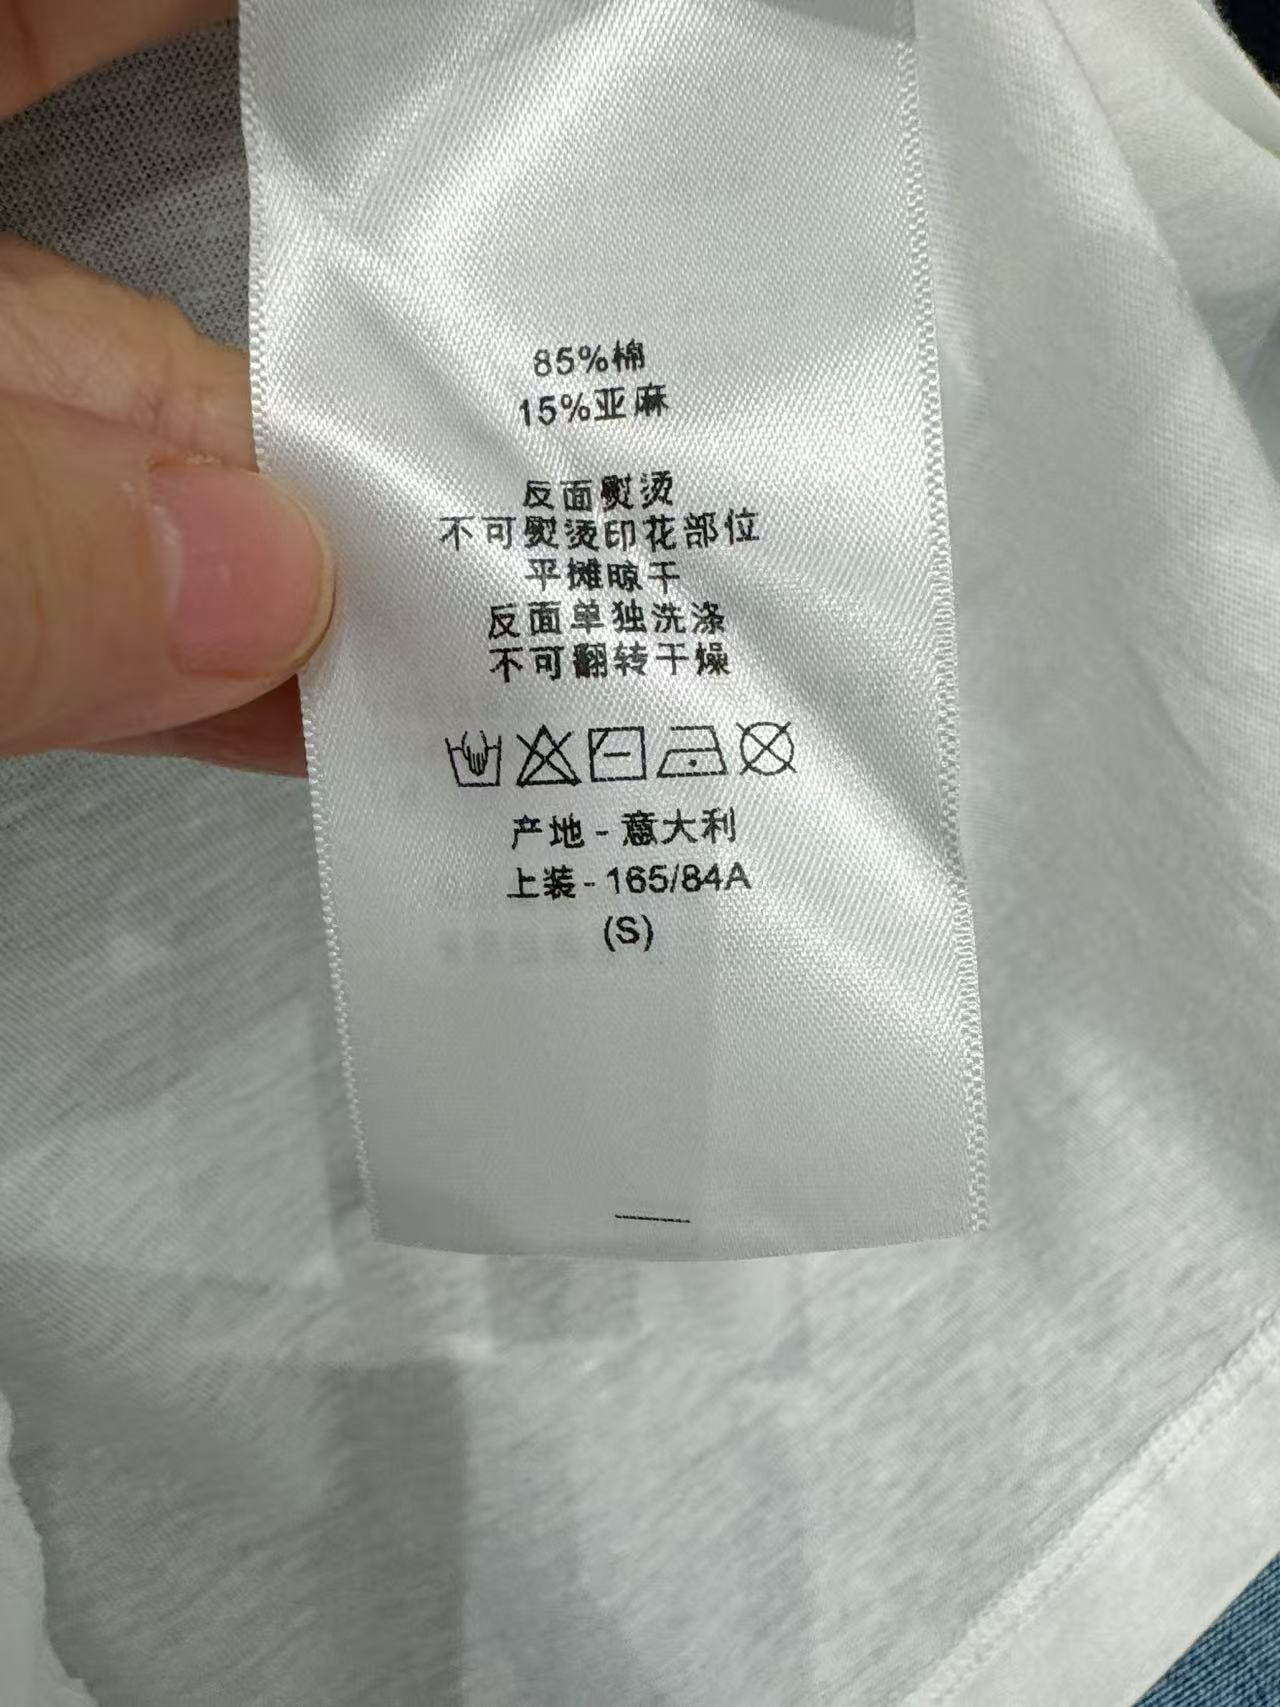 85%棉
15%亚麻
反面熨烫
不可熨烫印花部位
平摊晾干
反面单独洗涤
不可翻转干燥
产地 - 意大利
上装 - 165/84A
(S)